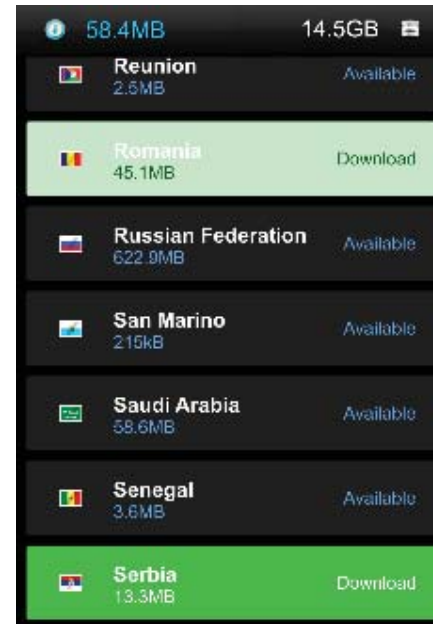 58.4MB 14.5GB
Reunion Available
2.5MB
Romania Download
45.1MB
Russian Federation Available
622.9MB
San Marino Available
215kB
Saudi Arabia Available
58.6MB
Senegal Available
3.6MB
Serbia Download
13.3MB